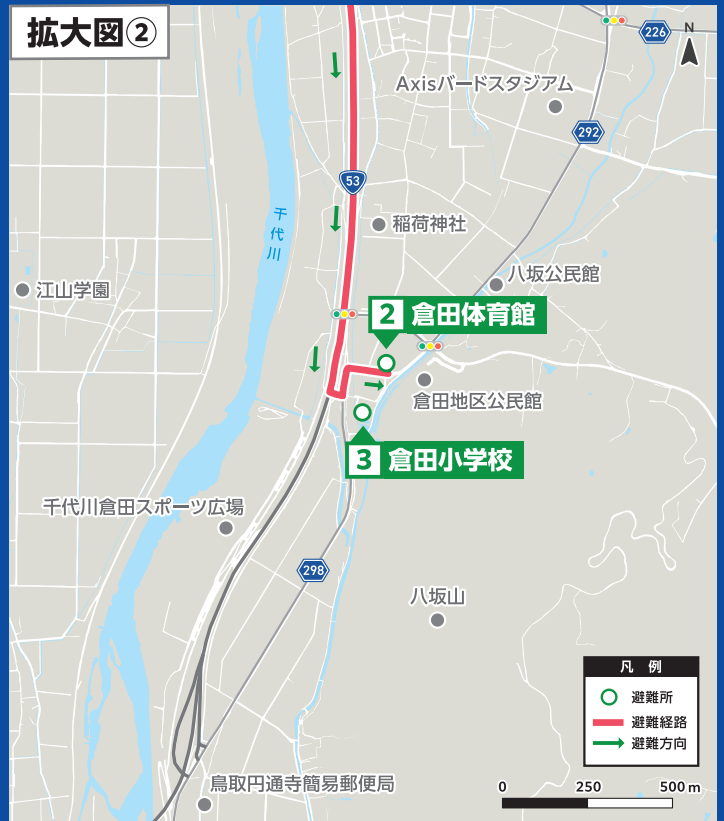 拡大図②
226
N
Axisバードスタジアム
292
53
千代川
稲荷神社
八坂公民館
江山学園
2 倉田体育館
倉田地区公民館
3 倉田小学校
千代川倉田スポーツ広場
298
八坂山
凡 例
避難所
避難経路
避難方向
鳥取円通寺簡易郵便局
0 250 500 m